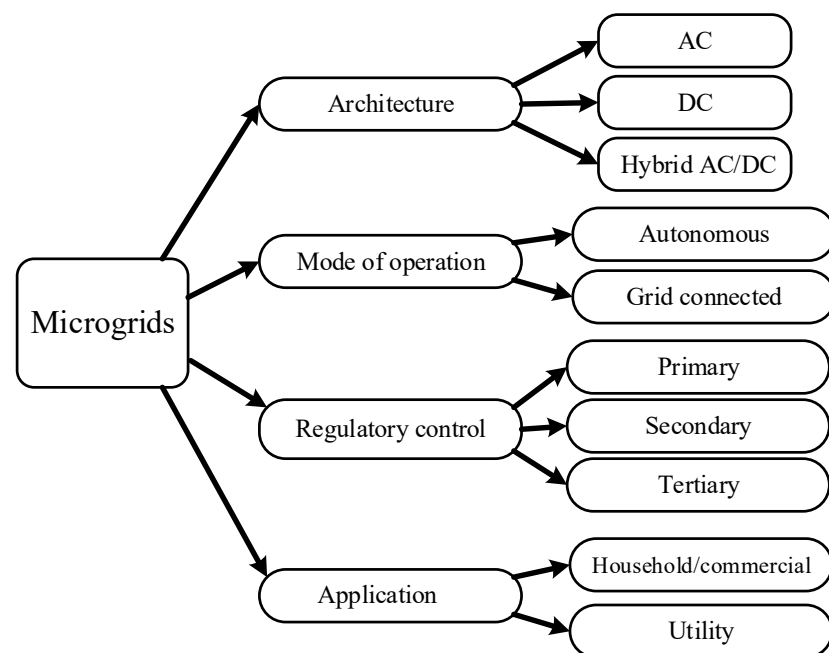 Microgrids
Architecture
AC
DC
Hybrid AC/DC
Mode of operation
Autonomous
Grid connected
Regulatory control
Primary
Secondary
Tertiary
Application
Household/commercial
Utility